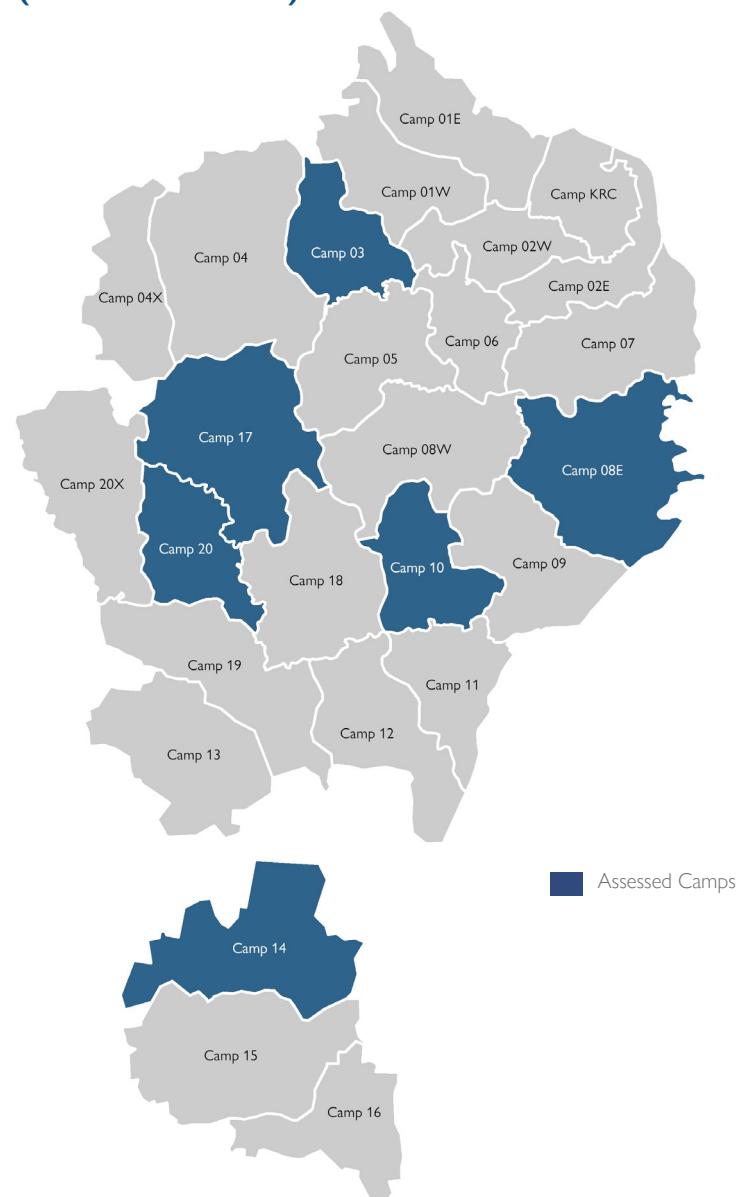 Camp 01E
Camp 01W
Camp KRC
Camp 03
Camp 02W
Camp 04
Camp 02E
Camp 04X
Camp 06
Camp 07
Camp 05
Camp 17
Camp 08W
Camp 08E
Camp 20X
Camp 20
Camp 10
Camp 09
Camp 18
Camp 19
Camp 11
Camp 12
Camp 13
Assessed Camps
Camp 14
Camp 15
Camp 16